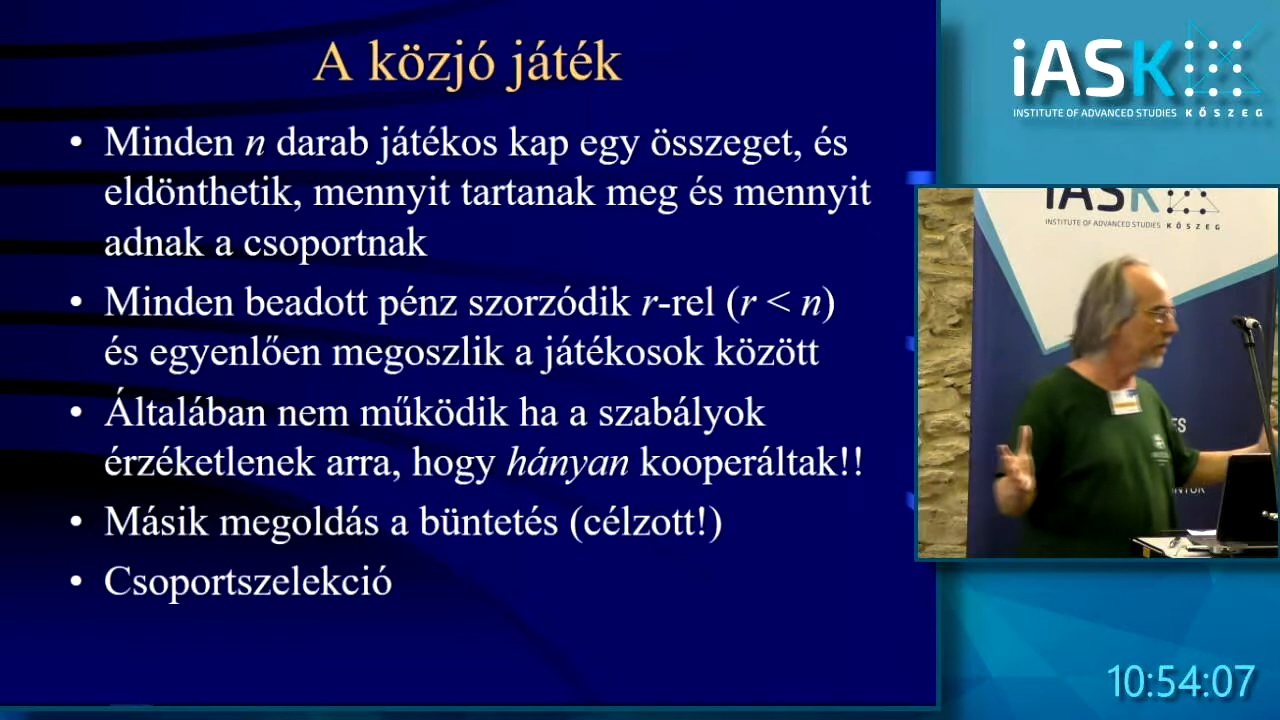 A közjó játék
• Minden n darab játékos kap egy összeget, és
eldönthetik, mennyit tartanak meg és mennyit
adnak a csoportnak
• Minden beadott pénz szorzódik r-rel (r < n)
és egyenlően megoszlik a játékosok között
• Általában nem működik ha a szabályok
érzéketlenek arra, hogy hányan kooperáltak!!
• Másik megoldás a büntetés (célzott!)
• Csoportszelekció
iASK
INSTITUTE OF ADVANCED STUDIES KŐSZEG
iASK
INSTITUTE OF ADVANCED STUDIES KŐSZEG
10:54:07